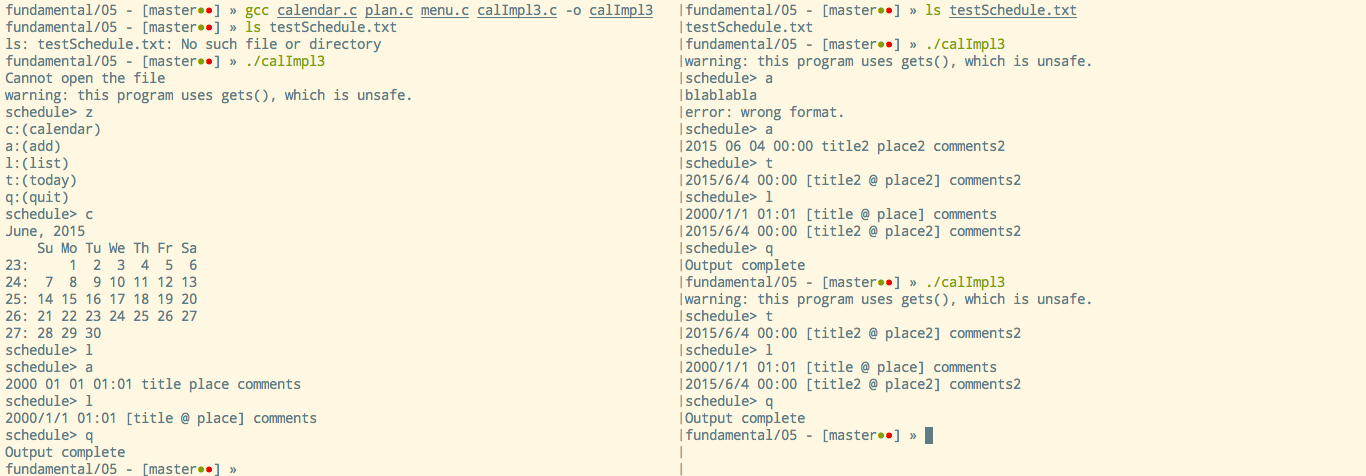 fundamental/05 - [master●●] » gcc calendar.c plan.c menu.c calImpl3.c -o calImpl3
fundamental/05 - [master●●] » ls testSchedule.txt
ls: testSchedule.txt: No such file or directory
fundamental/05 - [master●●] » ./calImpl3
Cannot open the file
warning: this program uses gets(), which is unsafe.
schedule> z
c:(calendar)
a:(add)
l:(list)
t:(today)
q:(quit)
schedule> c
June, 2015
    Su Mo Tu We Th Fr Sa
23:     1  2  3  4  5  6
24:  7  8  9 10 11 12 13
25: 14 15 16 17 18 19 20
26: 21 22 23 24 25 26 27
27: 28 29 30
schedule> l
schedule> a
2000 01 01 01:01 title place comments
schedule> l
2000/1/1 01:01 [title @ place] comments
schedule> q
Output complete
fundamental/05 - [master●●] »
|fundamental/05 - [master●●] » ls testSchedule.txt
|testSchedule.txt
|fundamental/05 - [master●●] » ./calImpl3
|warning: this program uses gets(), which is unsafe.
|schedule> a
|blablabla
|error: wrong format.
|schedule> a
|2015 06 04 00:00 title2 place2 comments2
|schedule> t
|2015/6/4 00:00 [title2 @ place2] comments2
|schedule> l
|2000/1/1 01:01 [title @ place] comments
|2015/6/4 00:00 [title2 @ place2] comments2
|schedule> q
|Output complete
|fundamental/05 - [master●●] » ./calImpl3
|warning: this program uses gets(), which is unsafe.
|schedule> t
|2015/6/4 00:00 [title2 @ place2] comments2
|schedule> l
|2000/1/1 01:01 [title @ place] comments
|2015/6/4 00:00 [title2 @ place2] comments2
|schedule> q
|Output complete
|fundamental/05 - [master●●] »